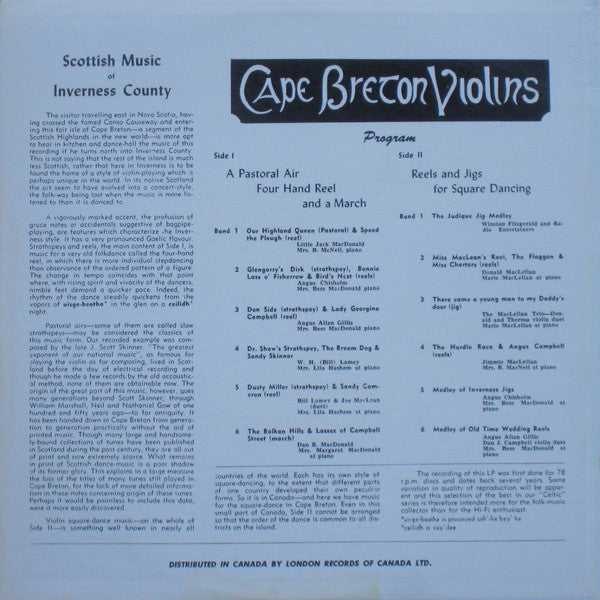 Scottish Music
of
Inverness County
The visitor travelling east in Nova Scotia, hav-
ing crossed the famed Canso Causeway and enter-
ing this fair isle of Cape Breton—a segment of the
Scottish Highlands in the new world—is more apt
to hear in kitchen and dance-hall the music of this
recording if he turns north into Inverness County.
This is not saying that the rest of the island is much
less Scottish, rather that here in Inverness is to be
found the home of a style of violin-playing which is
perhaps unique in the world. In its native Scotland
the art seem to have evolved into a concert-style,
the folk-way being lost when the music is more lis-
tened to than it is danced to.
A vigorously marked accent, the profusion of
grace notes or accidentals suggestive of bagpipe-
playing, are features which characterise the Inver-
ness style. It has a very pronounced Gaelic flavour.
Strathspeys and reels, the main content of Side I, is
music for a very old folkdance called the four-hand
reel, in which there is more individual stepdancing
than observance of the ordered pattern of a figure.
The change in tempo coincides with that point
where, with rising spirit and vivacity of the dancers,
nimble feet demand a quicker pace. Indeed, the
rhythm of the dance steadily quickens from the
vapors of uisge-beatha* in the glen on a ceilidh*
night.
Pastoral airs—some of them are called slow
strathspeys—may be considered the classics of
this music form. Our recorded example was com-
posed by the late J. Scott Skinner. "The greatest
exponent of our national music", as famous for
playing the violin as for composing, lived in Scot-
land before the day of electrical recording and
though he made a few records by the old accoustic-
al method, none of them are obtainable now. The
origin of the great part of this music, however, goes
many generations beyond Scott Skinner; through
William Marshall, Neil and Nathaniel Gow of one
hundred and fifty years ago—to far antiquity. It
has been handed down in Cape Breton from genera-
tion to generation practically without the aid of
printed music. Though many large and handsome-
ly-bound collections of tunes have been published
in Scotland during the past century, they are all out
of print and now extremely scarce. What remains
in print of Scottish dance-music is a poor shadow
of its former glory. This explains in a large measure
the loss of the titles of many tunes still played in
Cape Breton, for the lack of more detailed informa-
tion in these notes concerning origin of these tunes.
Perhaps it would be pointless to include this data,
were it more easily discovered.
Violin square-dance music—on the whole of
Side II—is something well known in nearly all
Cape Breton Violins
Program
Side I
A Pastoral Air
Four Hand Reel
and a March
Band 1 Our Highland Queen (Pastoral) & Speed
the Plough (reel)
Little Jack MacDonald
Mrs. B. McNeil, piano
2 Glengorry's Dirk (strathspey), Bonnie
Lass o' Fisherrow & Bird's Nest (reels)
Angus Chisholm
Mrs. Bess MacDonald piano
3 Don Side (strathspey) & Lady Georgina
Campbell (reel)
Angus Allan Gillis
Mrs. Bess MacDonald piano
4 Dr. Shaw's Strathspey, The Breem Dog &
Sandy Skinner
W. H. (Bill) Lamey
Mrs. Lila Hashem at piano
5 Dusty Miller (strathspey) & Sandy Cam-
eron (reel)
Bill Lamey & Joe MacLean
(duet)
Mrs. Lila Hashem at piano
6 The Balkan Hills & Lasses of Campbell
Street (march)
Dan R. MacDonald
Mrs. Margaret MacDonald
at piano
Side II
Reels and Jigs
for Square Dancing
Band 1 The Judique Jig Medley
Winston Fitzgerald and Ra-
dio Entertainers
2 Miss MacLean's Reel, The Flaggon &
Miss Charters (reels)
Donald MacLellan
Marie MacLellan at piano
3 There came a young man to my Daddy's
door (jig)
The MacLellan Trio—Don-
ald and Theresa violin duet
Marie MacLellan at piano
4 The Hurdle Race & Angus Campbell
(reels)
Jimmie MacLellan
Mrs. B. MacNeil at piano
5 Medley of Inverness Jigs
Angus Chisholm
Mrs. Bess MacDonald at
piano
6 Medley of Old Time Wedding Reels
Angus Allan Gillis
Dan J. Campbell violin duet
Mrs. Bess MacDonald at
piano
countries of the world. Each has its own style of
square-dancing, to the extent that different parts
of one country developed their own peculiar
forms. So it is in Canada—and here we have music
for the square-dance in Cape Breton. Even in this
small part of Canada, Side II cannot be arranged
so that the order of the dance is common to all dis-
tricts on the island.
The recording of this LP was first done for 78
r.p.m. discs and dates back several years. Some
variation in quality of reproduction will be appar-
ent and this selection of the best in our "Celtic"
series is therefore intended more for the folk-music
collector than for the Hi-Fi enthusiast.
*uisge-beatha is prounced ush'-ke bey' ha
*ceilidh is cay'-lee
DISTRIBUTED IN CANADA BY LONDON RECORDS OF CANADA LTD.